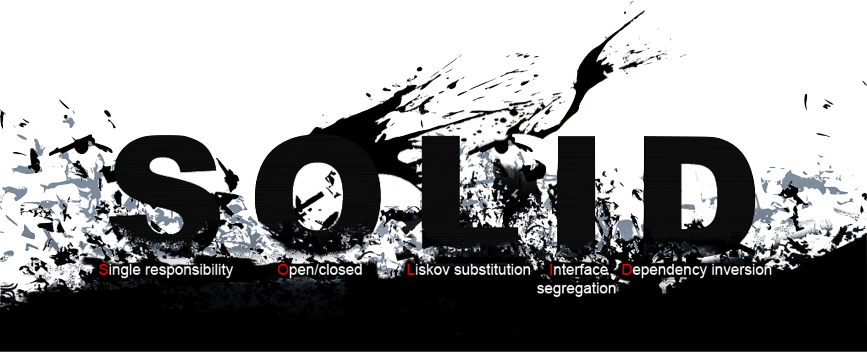 SOLID
Single responsibility Open/closed Liskov substitution Interface Dependency inversion
segregation